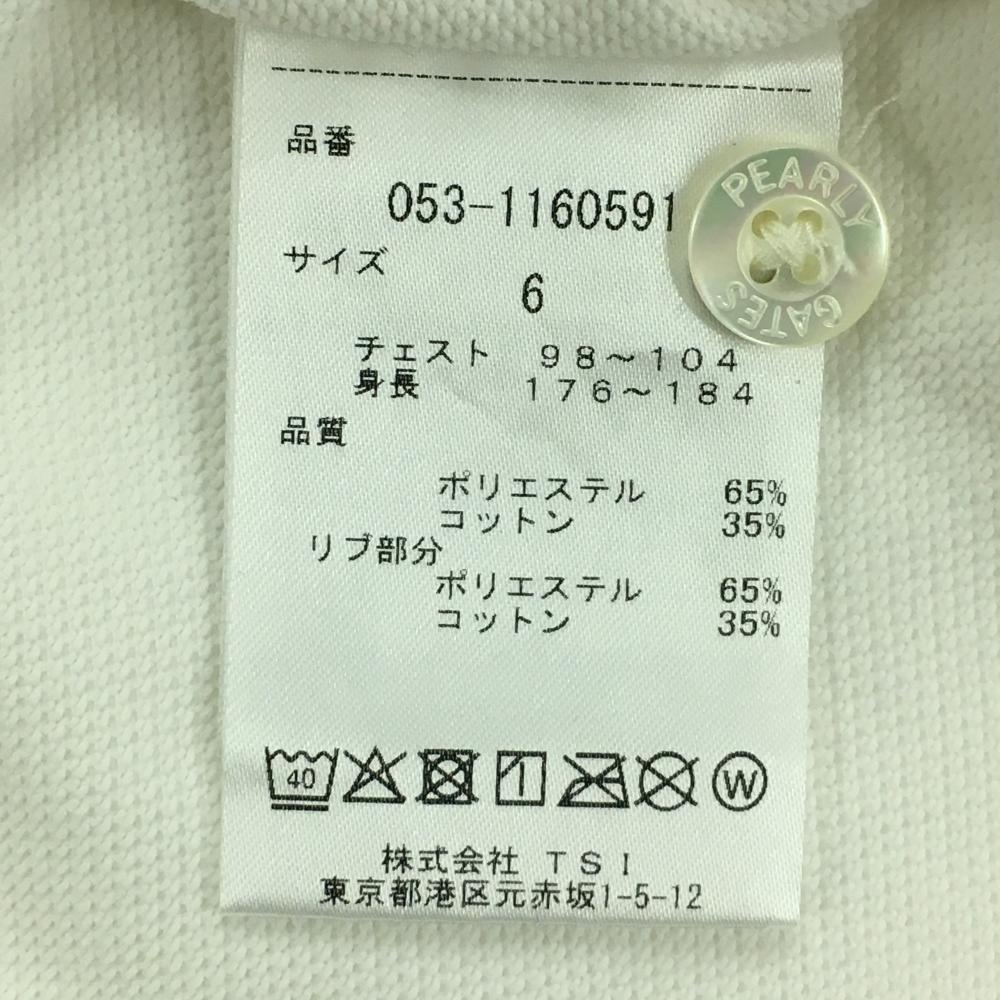 品番
053-1160591
PEARLY GATES
サイズ
6
チェスト 98～104
身長 176～184
品質
ポリエステル 65%
コットン 35%
リブ部分
ポリエステル 65%
コットン 35%
40 W
株式会社 TSI
東京都港区元赤坂1-5-12